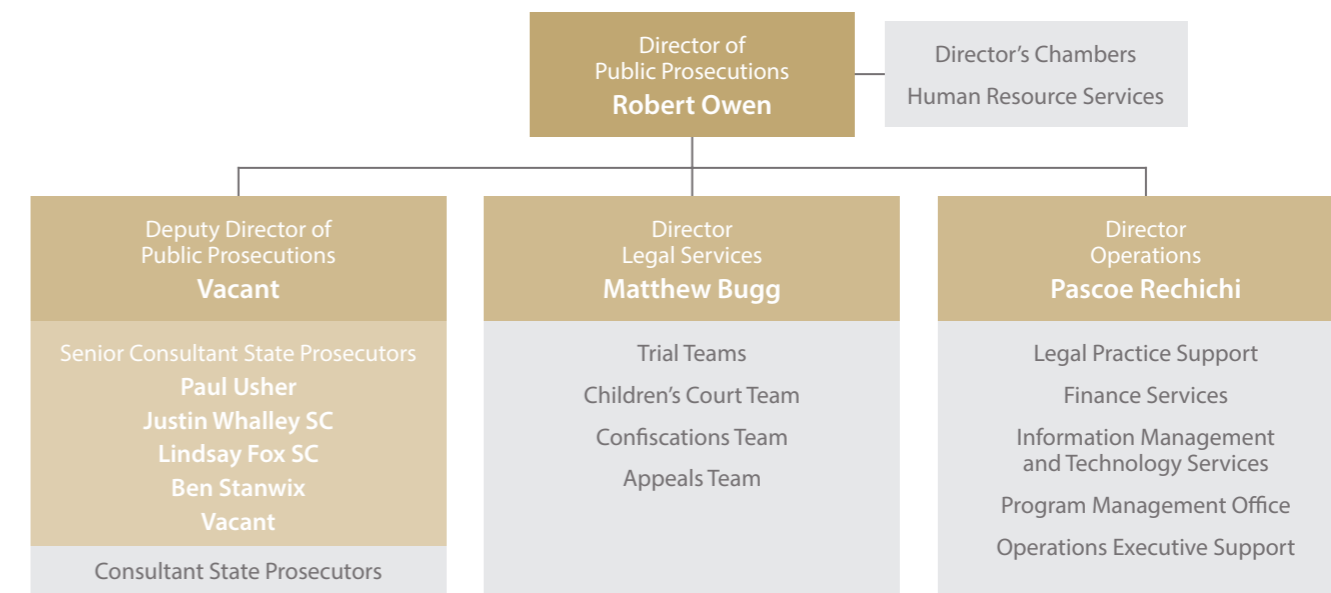 Director of
Public Prosecutions
Robert Owen
Director’s Chambers
Human Resource Services
Deputy Director of
Public Prosecutions
Vacant
Senior Consultant State Prosecutors
Paul Usher
Justin Whalley SC
Lindsay Fox SC
Ben Stanwix
Vacant
Consultant State Prosecutors
Director
Legal Services
Matthew Bugg
Trial Teams
Children’s Court Team
Confiscations Team
Appeals Team
Director
Operations
Pascoe Rechichi
Legal Practice Support
Finance Services
Information Management
and Technology Services
Program Management Office
Operations Executive Support